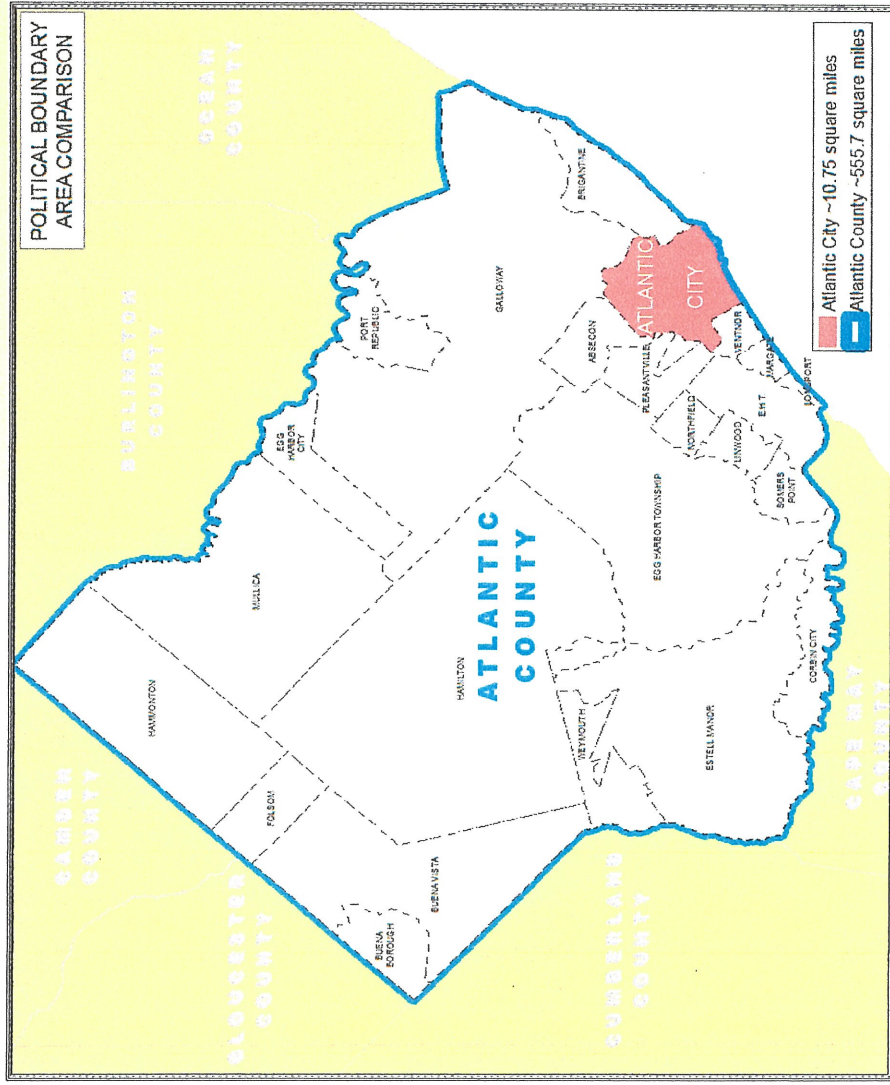 POLITICAL BOUNDARY
AREA COMPARISON
OCEAN
COUNTY
BURLINGTON
COUNTY
CAMDEN
COUNTY
GLOUCESTER
COUNTY
CUMBERLAND
COUNTY
CAPE MAY
COUNTY
HAMMONTON
MULLICA
EGG
HARBOR
CITY
PORT
REPUBLIC
GALLOWAY
BRIGANTINE
FOLSOM
BUENA
BOROUGH
BUENA VISTA
HAMILTON
ATLANTIC
COUNTY
WEYMOUTH
ESTELL MANOR
CORBIN CITY
EGG HARBOR TOWNSHIP
ABSECON
PLEASANTVILLE
NORTHFIELD
LINWOOD
SOMERS
POINT
E.H.T.
ATLANTIC
CITY
VENTNOR
MARGATE
LONGPORT
Atlantic City ~10.75 square miles
Atlantic County ~555.7 square miles